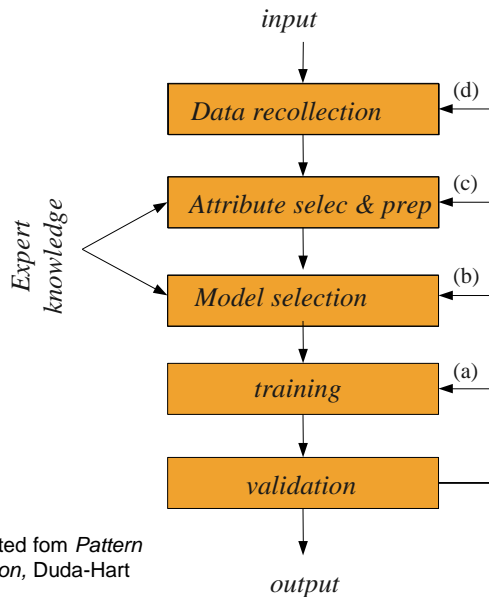 input
(d)
Data recollection
(c)
Attribute selec & prep
Expert
knowledge
(b)
Model selection
(a)
training
validation
ted fom Pattern
on, Duda-Hart
output